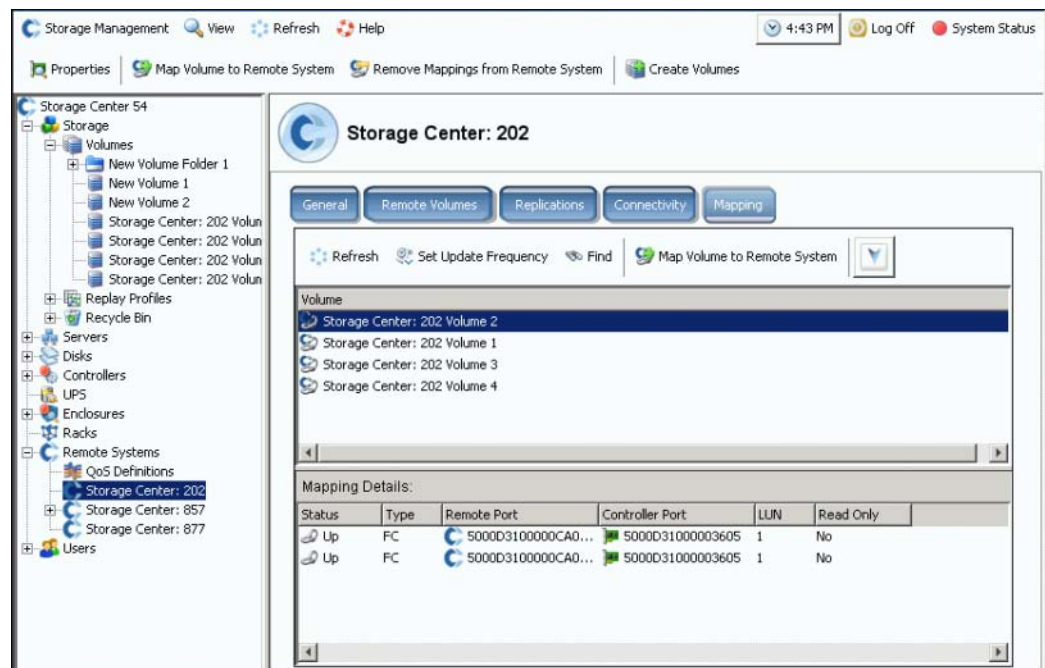 Storage Management View Refresh Help 4:43 PM Log Off System Status
Properties Map Volume to Remote System Remove Mappings from Remote System Create Volumes
Storage Center 54
Storage
Volumes
New Volume Folder 1
New Volume 1
New Volume 2
Storage Center: 202 Volun
Storage Center: 202 Volun
Storage Center: 202 Volun
Storage Center: 202 Volun
Replay Profiles
Recycle Bin
Servers
Disks
Controllers
UPS
Enclosures
Racks
Remote Systems
QoS Definitions
Storage Center: 202
Storage Center: 857
Storage Center: 877
Users
Storage Center: 202
General Remote Volumes Replications Connectivity Mapping
Refresh Set Update Frequency Find Map Volume to Remote System
Volume
Storage Center: 202 Volume 2
Storage Center: 202 Volume 1
Storage Center: 202 Volume 3
Storage Center: 202 Volume 4
Mapping Details:
Status Type Remote Port Controller Port LUN Read Only
Up FC 5000D3100000CA0... 5000D31000003605 1 No
Up FC 5000D3100000CA0... 5000D31000003605 1 No